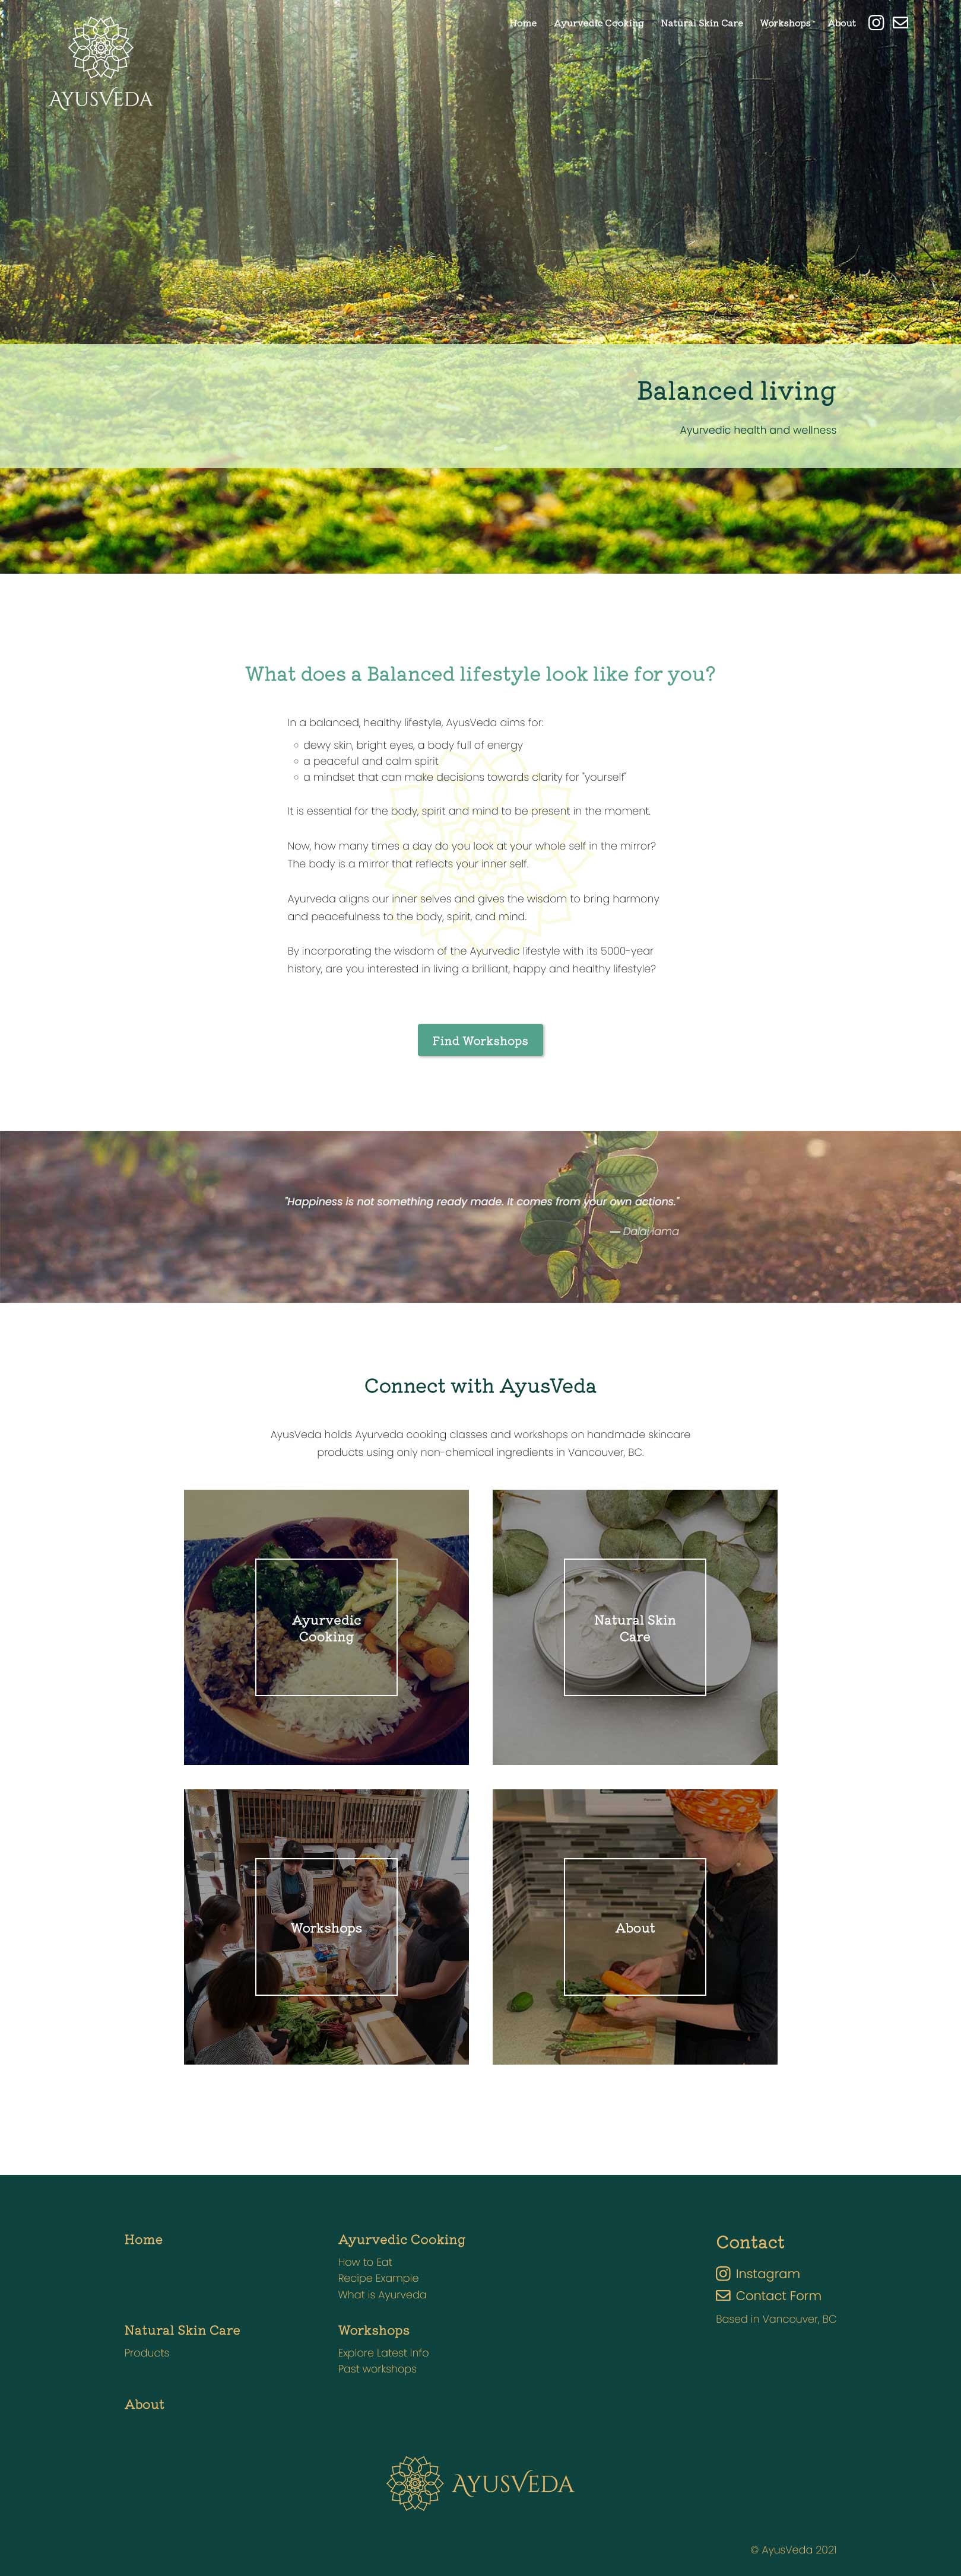 Home Ayurvedic Cooking Natural Skin Care Workshops About
AYUSVEDA
Balanced living
Ayurvedic health and wellness
What does a Balanced lifestyle look like for you?
In a balanced, healthy lifestyle, AyusVeda aims for:
dewy skin, bright eyes, a body full of energy
a peaceful and calm spirit
a mindset that can make decisions towards clarity for "yourself"
It is essential for the body, spirit and mind to be present in the moment.
Now, how many times a day do you look at your whole self in the mirror?
The body is a mirror that reflects your inner self.
Ayurveda aligns our inner selves and gives the wisdom to bring harmony
and peacefulness to the body, spirit, and mind.
By incorporating the wisdom of the Ayurvedic lifestyle with its 5000-year
history, are you interested in living a brilliant, happy and healthy lifestyle?
Find Workshops
"Happiness is not something ready made. It comes from your own actions."
— Dalai lama
Connect with AyusVeda
AyusVeda holds Ayurveda cooking classes and workshops on handmade skincare
products using only non-chemical ingredients in Vancouver, BC.
Ayurvedic
Cooking
Natural Skin
Care
Workshops
About
Home
Ayurvedic Cooking
How to Eat
Recipe Example
What is Ayurveda
Natural Skin Care
Products
Workshops
Explore Latest Info
Past workshops
About
Contact
Instagram
Contact Form
Based in Vancouver, BC
AYUSVEDA
© AyusVeda 2021